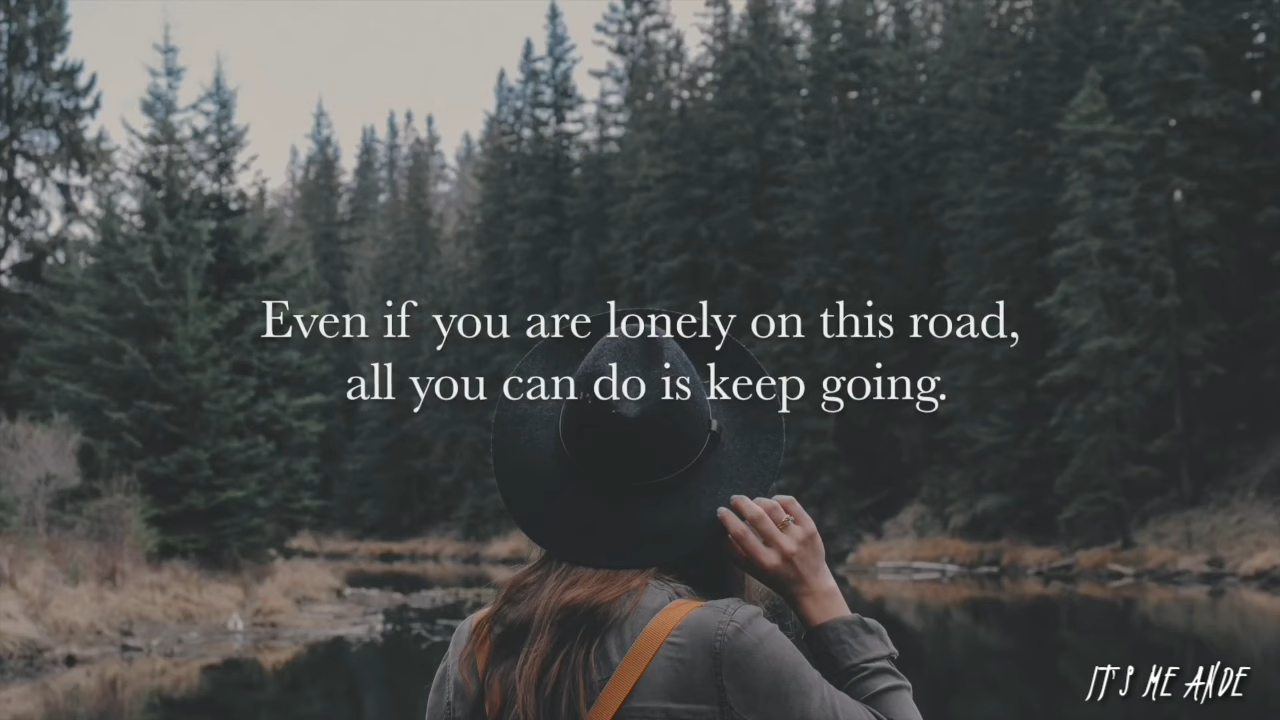 Even if you are lonely on this road,
all you can do is keep going.
IT'S ME ANDE